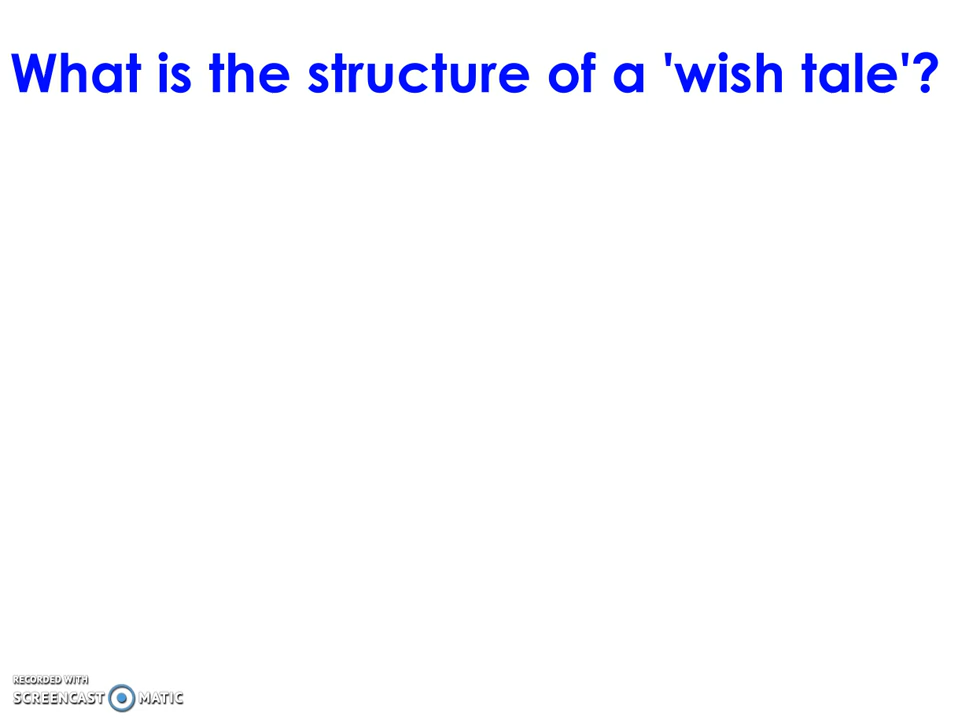 What is the structure of a 'wish tale'?
RECORDED WITH
SCREENCAST MATIC